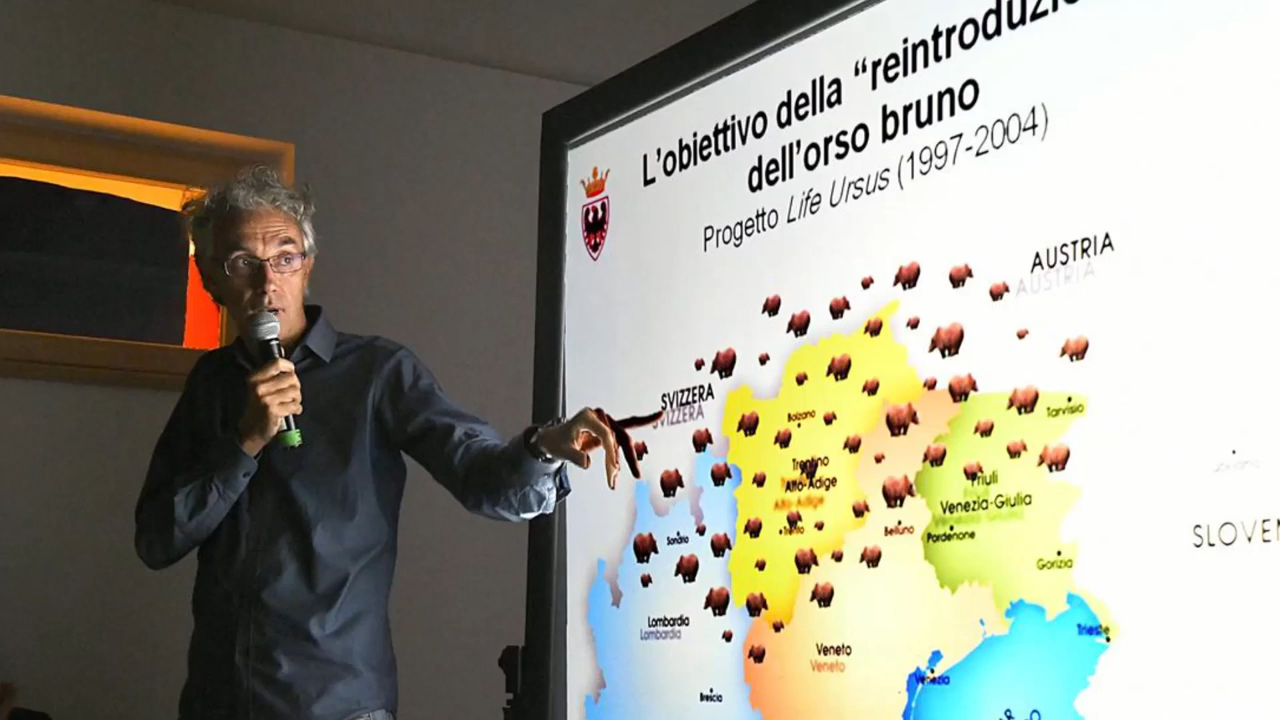 L'obiettivo della “reintroduzio
dell'orso bruno
Progetto Life Ursus (1997-2004)
AUSTRIA
AUSTRIA
SVIZZERA
SVIZZERA
Tarvisio
Bolzano
Trentino
Alto-Adige
Alto-Adige
Friuli
Venezia-Giulia
Trento
Belluno
Pordenone
Sondrio
SLOVEN
Gorizia
Lombardia
Lombardia
Trieste
Veneto
Veneto
Venezia
Brescia